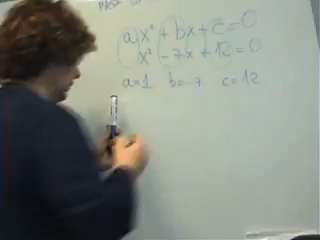 ax² + bx + c = 0
x² - 7x + 12 = 0
a=1 b=-7 c=12